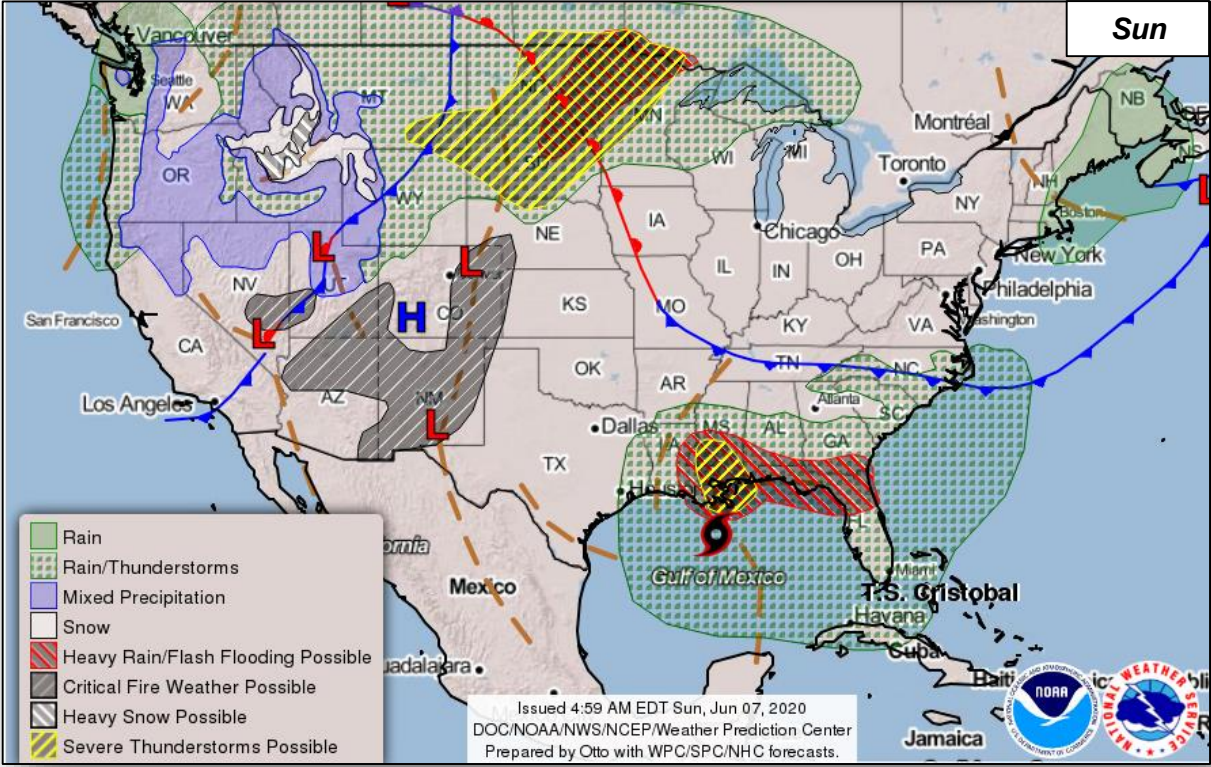 Sun
Vancouver
Seattle
WA
MT
ND
MN
OR
ID
SD
WY
WI
MI
Montréal
Toronto
NB
NS
NH
Boston
NY
New York
IA
NE
Chicago
PA
Philadelphia
NV
UT
L
L
H
CO
KS
IL
IN
OH
MO
KY
VA
Washington
San Francisco
CA
L
Los Angeles
AZ
NM
L
OK
AR
TN
NC
Atlanta
SC
Dallas
MS
AL
GA
LA
TX
FL
Gulf of Mexico
Miami
T.S. Cristobal
Havana
Cuba
Mexico
Jamaica
Rain
Rain/Thunderstorms
Mixed Precipitation
Snow
Heavy Rain/Flash Flooding Possible
Critical Fire Weather Possible
Heavy Snow Possible
Severe Thunderstorms Possible
Issued 4:59 AM EDT Sun, Jun 07, 2020
DOC/NOAA/NWS/NCEP/Weather Prediction Center
Prepared by Otto with WPC/SPC/NHC forecasts.
NOAA
NATIONAL WEATHER SERVICE